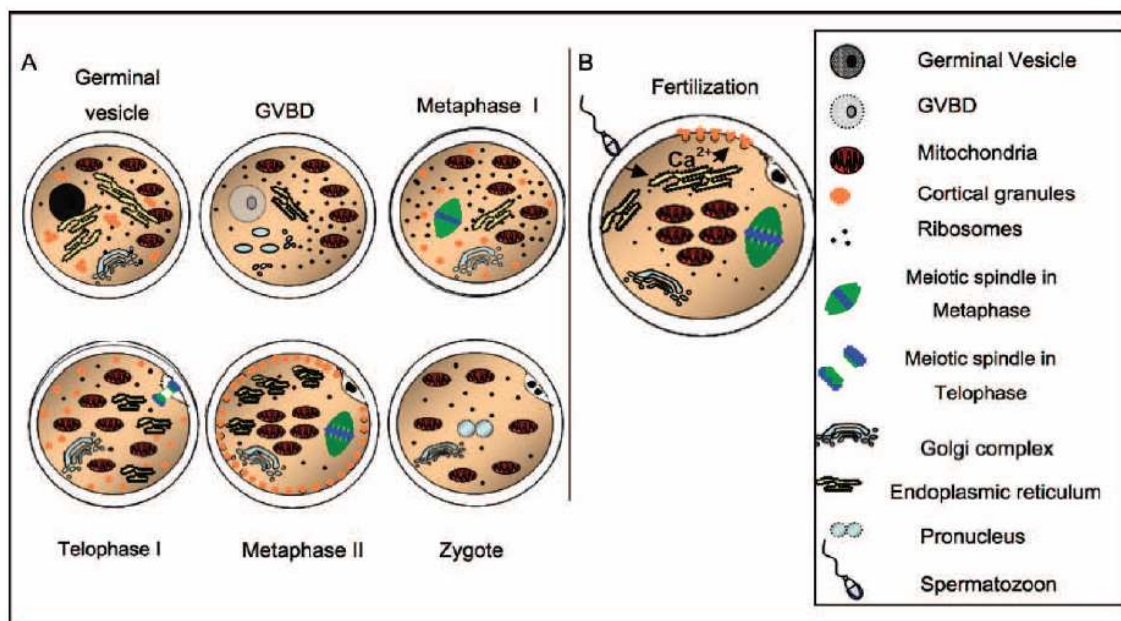 A
Germinal
vesicle
GVBD
Metaphase I
Telophase I
Metaphase II
Zygote
B
Fertilization
Ca2+
Germinal Vesicle
GVBD
Mitochondria
Cortical granules
Ribosomes
Meiotic spindle in
Metaphase
Meiotic spindle in
Telophase
Golgi complex
Endoplasmic reticulum
Pronucleus
Spermatozoon